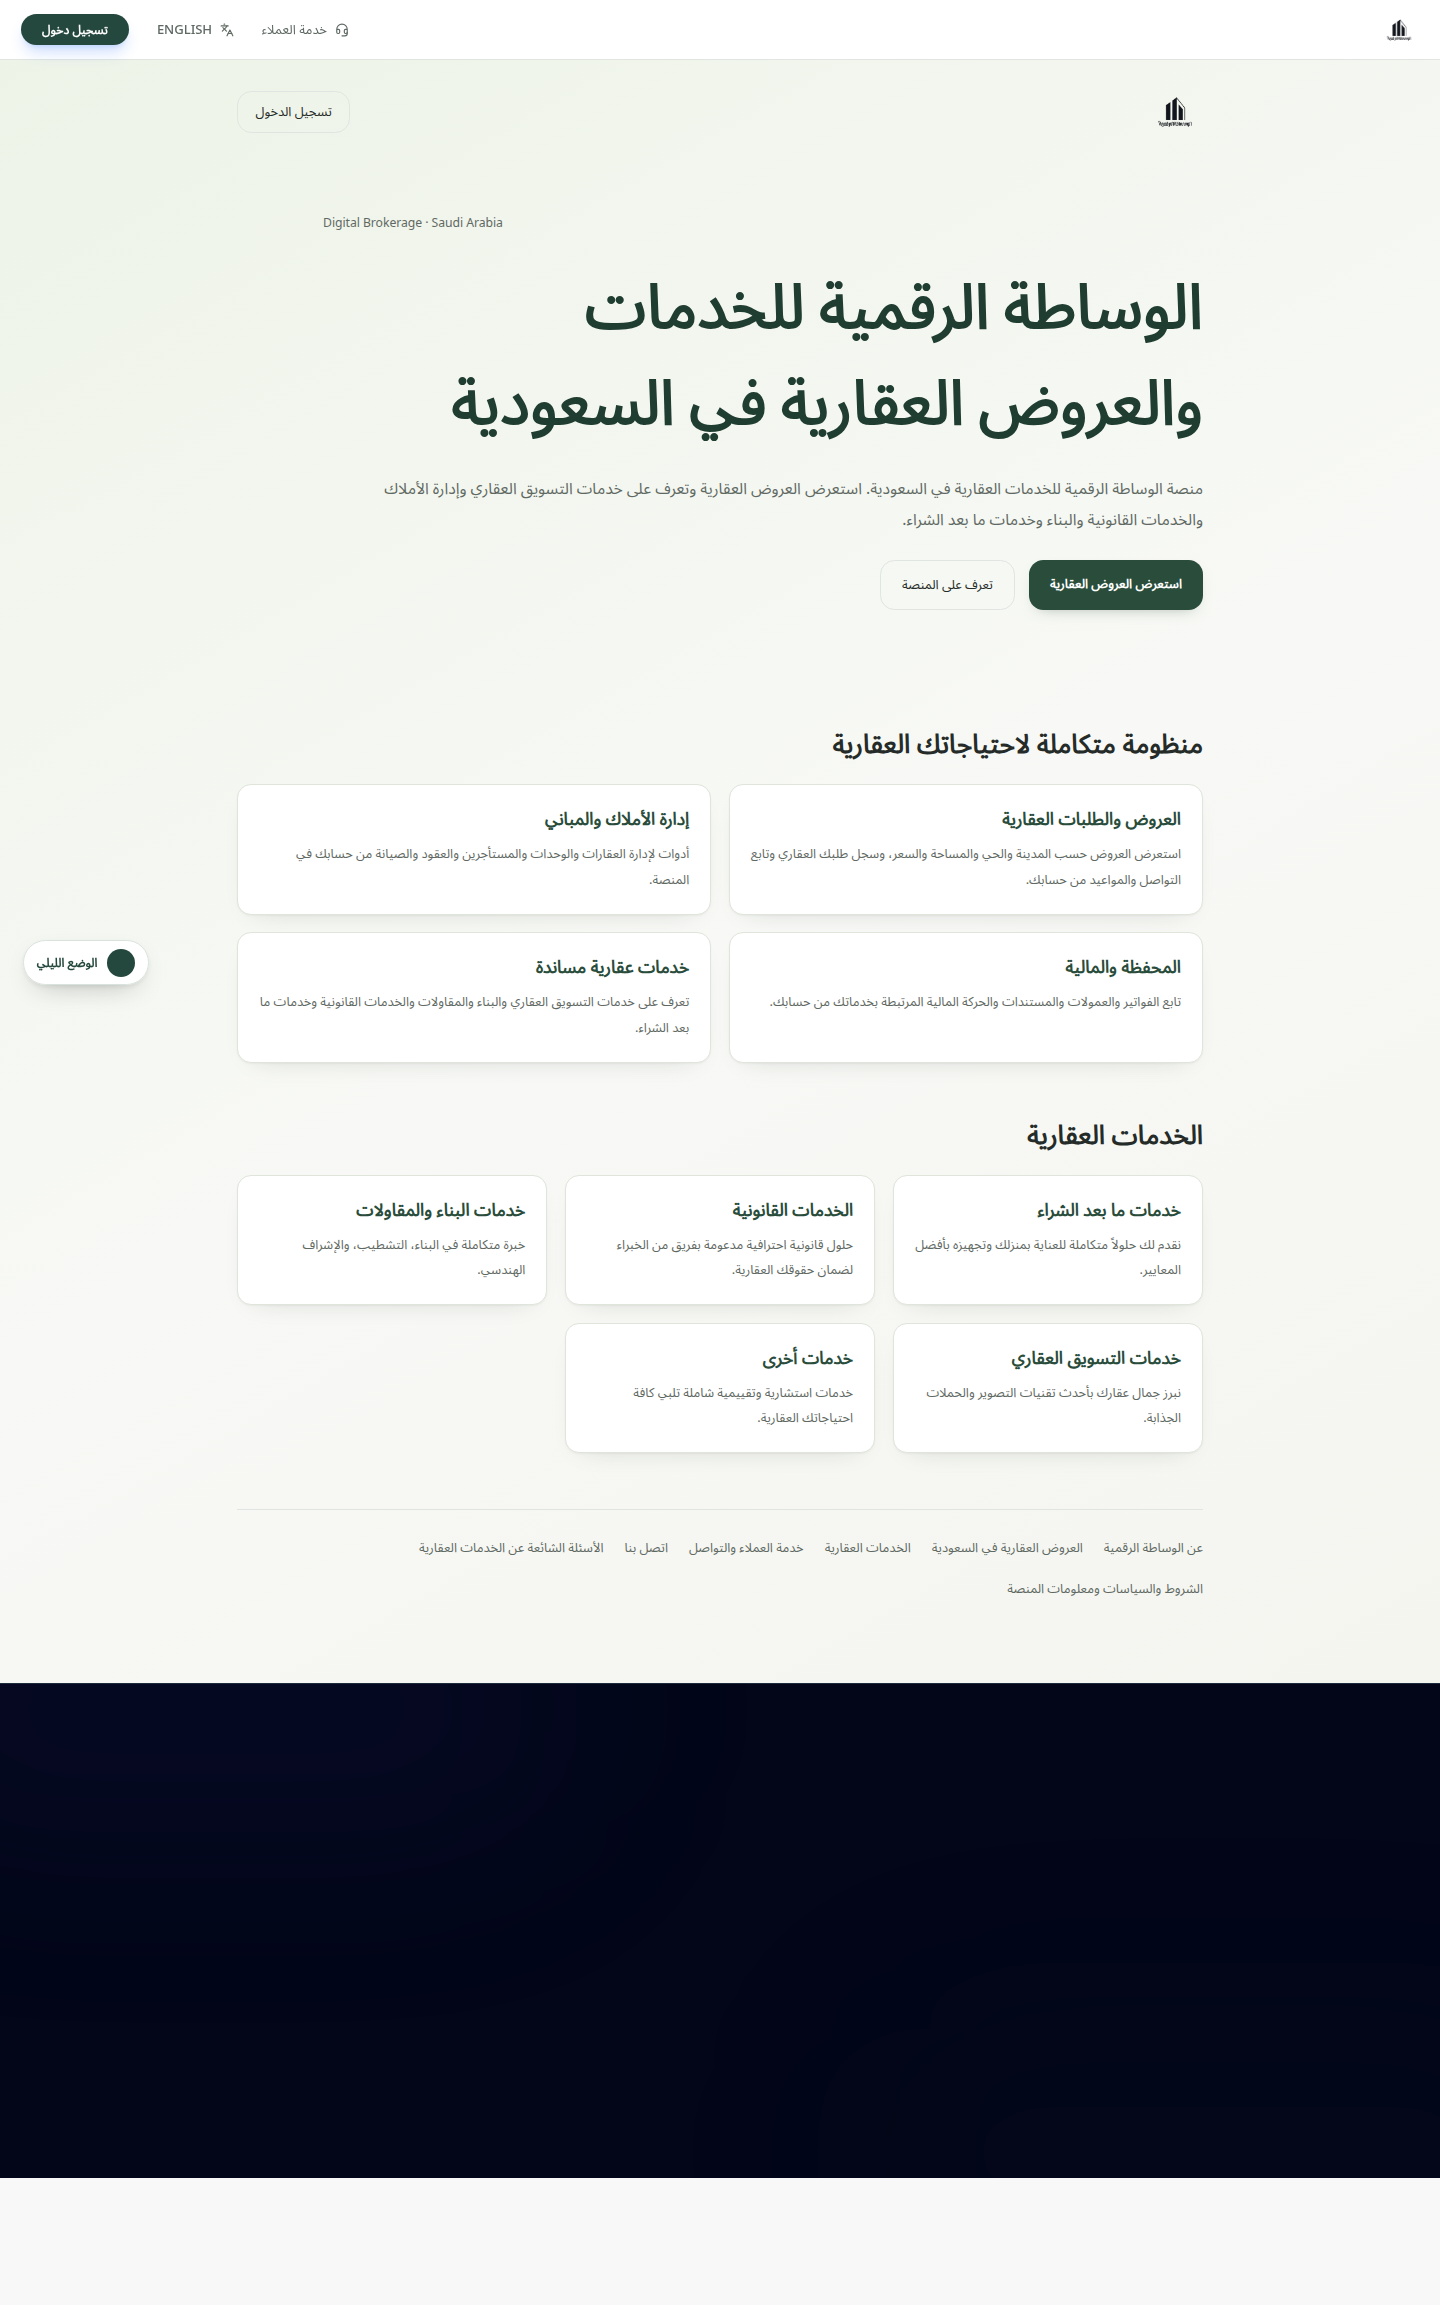 خدمة العملاء
ENGLISH
تسجيل دخول
تسجيل الدخول
Digital Brokerage · Saudi Arabia
الوساطة الرقمية للخدمات
والعروض العقارية في السعودية
منصة الوساطة الرقمية للخدمات العقارية في السعودية. استعرض العروض العقارية وتعرف على خدمات التسويق العقاري وإدارة الأملاك
والخدمات القانونية والبناء وخدمات ما بعد الشراء.
استعرض العروض العقارية
تعرف على المنصة
منظومة متكاملة لاحتياجاتك العقارية
العروض والطلبات العقارية
استعرض العروض حسب المدينة والحي والمساحة والسعر، وسجل طلبك العقاري وتابع
التواصل والمواعيد من حسابك.
إدارة الأملاك والمباني
أدوات لإدارة العقارات والوحدات والمستأجرين والعقود والصيانة من حسابك في
المنصة.
المحفظة والمالية
تابع الفواتير والعمولات والمستندات والحركة المالية المرتبطة بخدماتك من حسابك.
خدمات عقارية مساندة
تعرف على خدمات التسويق العقاري والبناء والمقاولات والخدمات القانونية وخدمات ما
بعد الشراء.
الوضع الليلي
الخدمات العقارية
خدمات ما بعد الشراء
نقدم لك حلولاً متكاملة للعناية بمنزلك وتجهيزه بأفضل
المعايير.
الخدمات القانونية
حلول قانونية احترافية مدعومة بفريق من الخبراء
لضمان حقوقك العقارية.
خدمات البناء والمقاولات
خبرة متكاملة في البناء، التشطيب، والإشراف
الهندسي.
خدمات التسويق العقاري
نبرز جمال عقارك بأحدث تقنيات التصوير والحملات
الجذابة.
خدمات أخرى
خدمات استشارية وتقييمية شاملة تلبي كافة
احتياجاتك العقارية.
عن الوساطة الرقمية
العروض العقارية في السعودية
الخدمات العقارية
خدمة العملاء والتواصل
اتصل بنا
الأسئلة الشائعة عن الخدمات العقارية
الشروط والسياسات ومعلومات المنصة